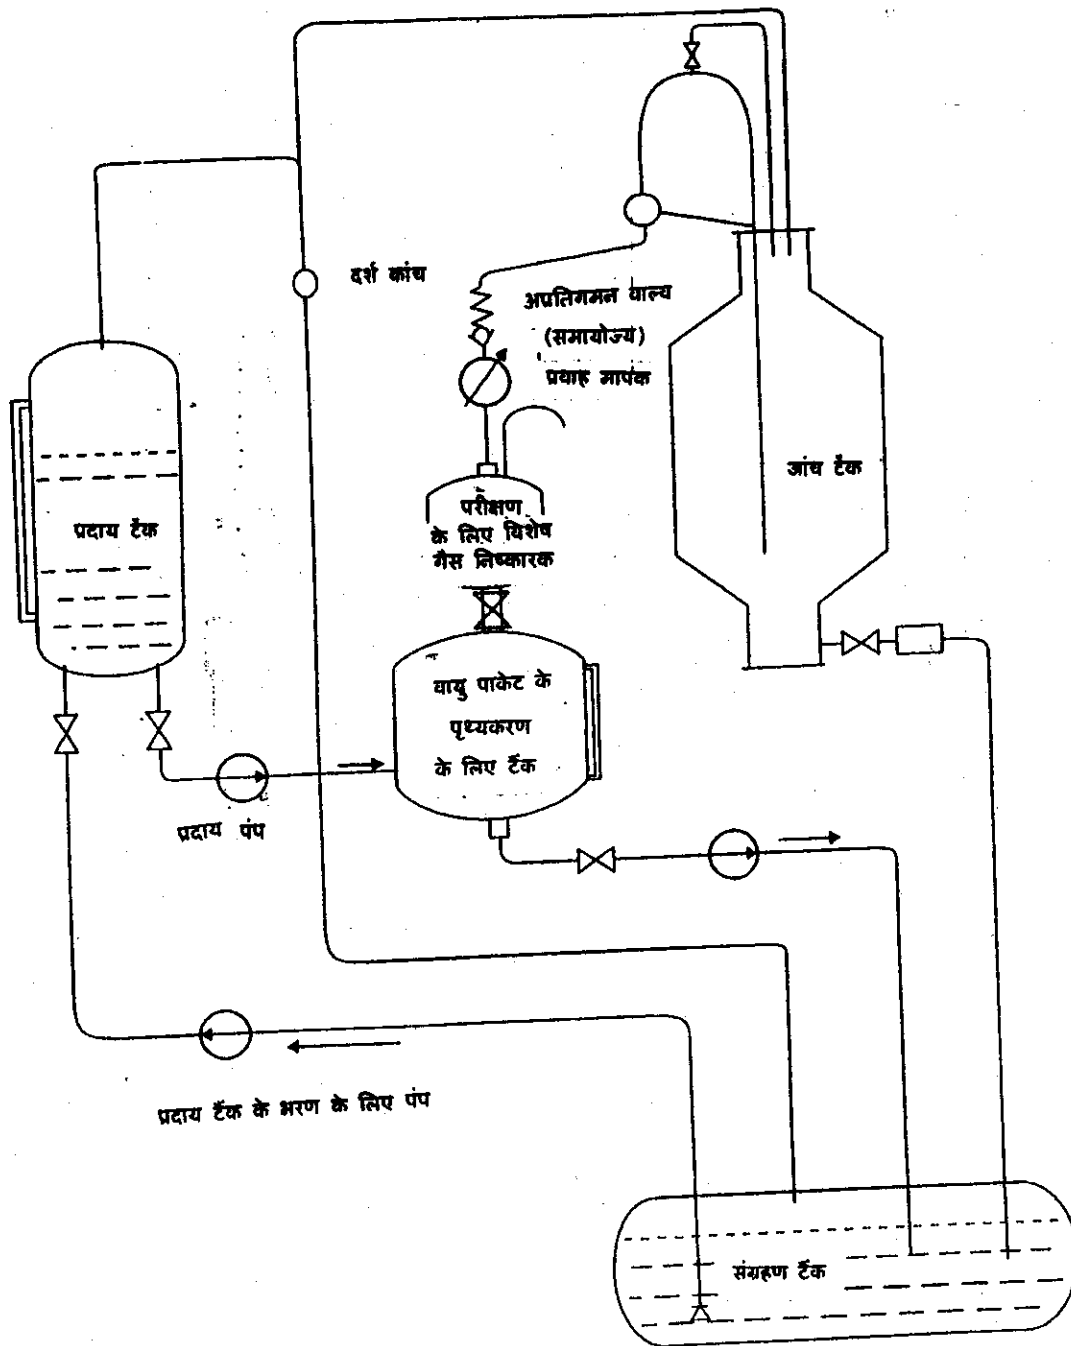 दर्श कांच
अप्रतिगमन वाल्व
(समायोज्य)
प्रवाह मापक
जांच टैंक
परीक्षण
के लिए विशेष
गैस निष्कारक
प्रदाय टैंक
वायु पाकेट के
पृथ्यकरण
के लिए टैंक
प्रदाय पंप
प्रदाय टैंक के भरण के लिए पंप
संग्रहण टैंक